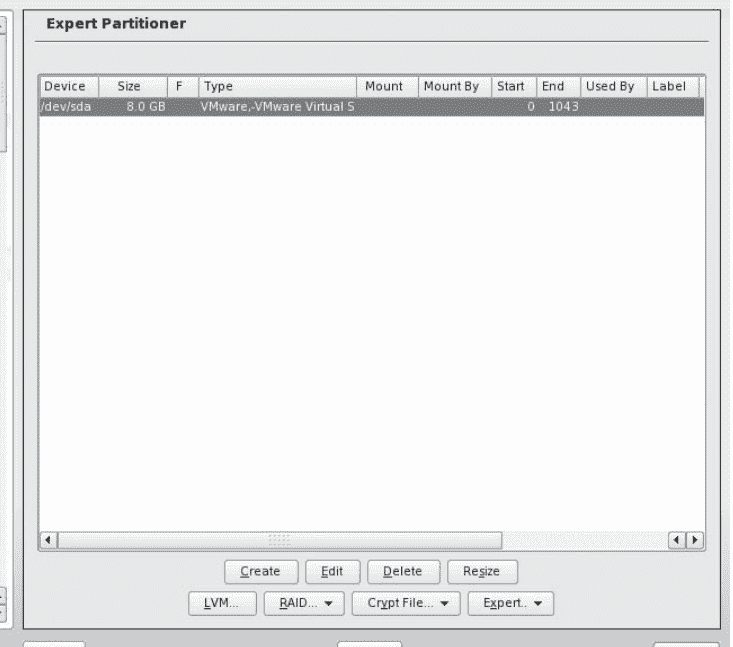 Expert Partitioner
Device Size F Type Mount Mount By Start End Used By Label
/dev/sda 8.0 GB VMware,-VMware Virtual S 0 1043
Create Edit Delete Resize
LVM... RAID... Crypt File... Expert..